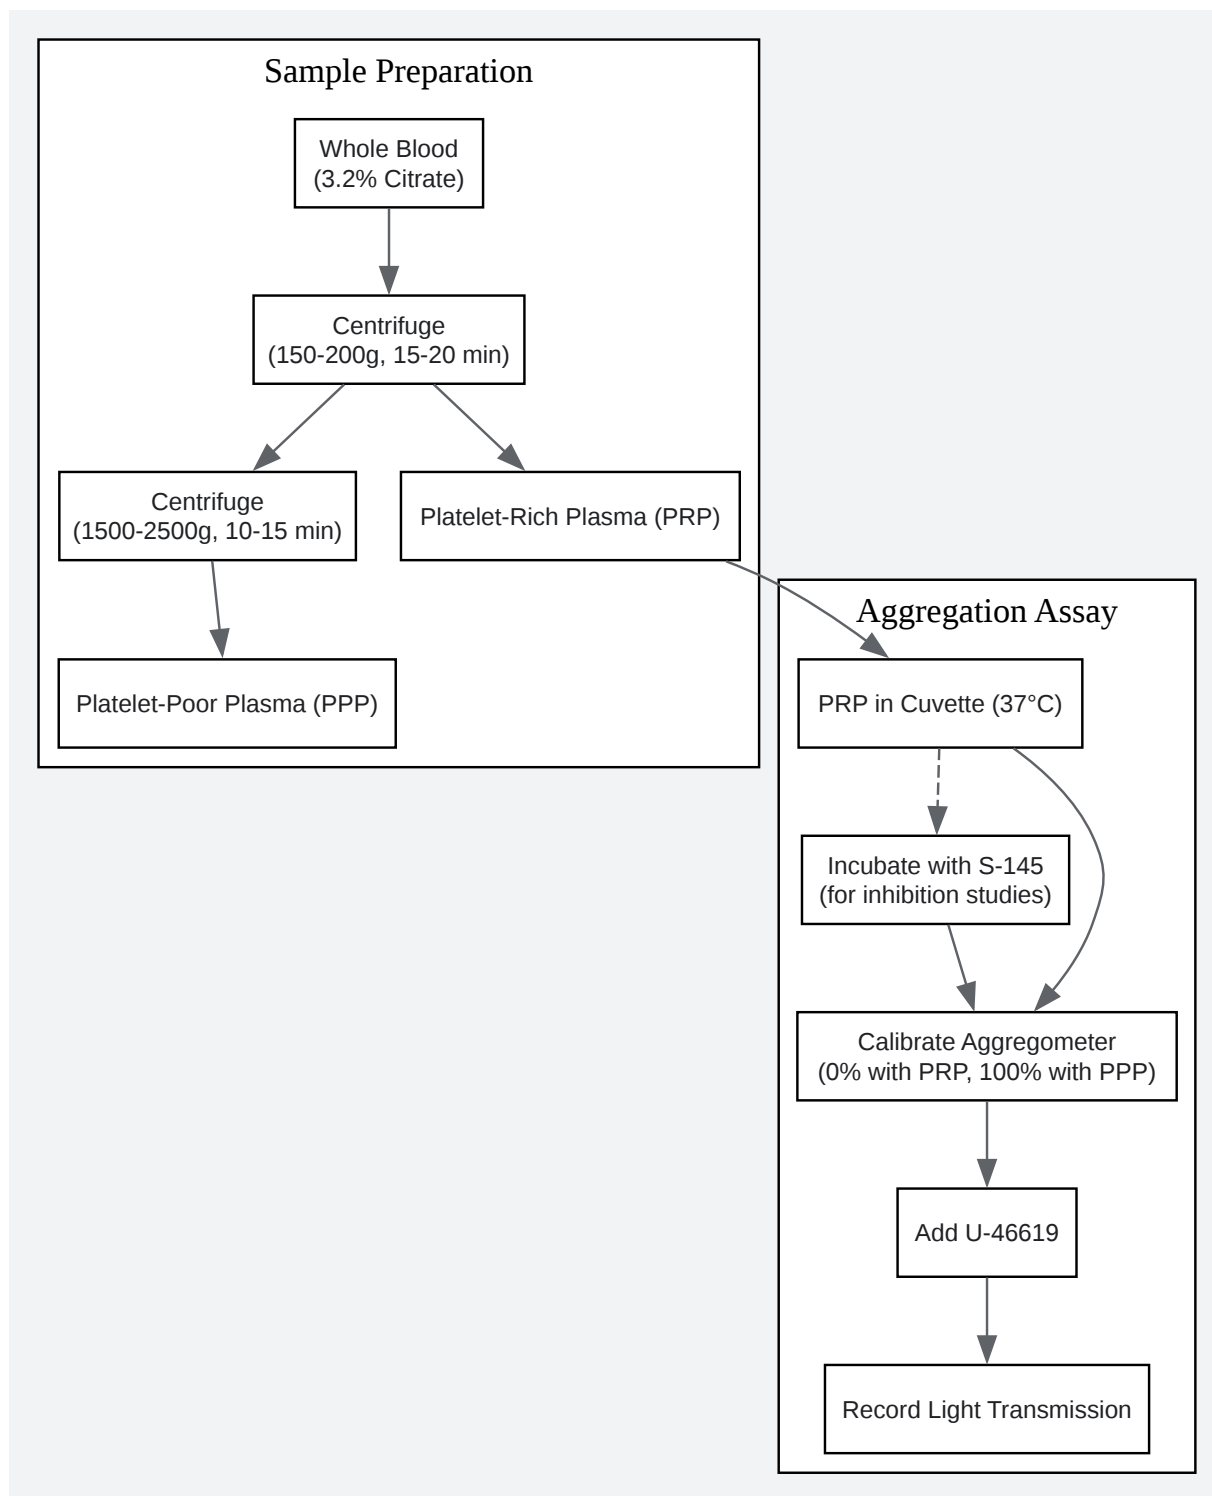 Sample Preparation
Whole Blood
(3.2% Citrate)
Centrifuge
(150-200g, 15-20 min)
Centrifuge
(1500-2500g, 10-15 min)
Platelet-Rich Plasma (PRP)
Platelet-Poor Plasma (PPP)
Aggregation Assay
PRP in Cuvette (37°C)
Incubate with S-145
(for inhibition studies)
Calibrate Aggregometer
(0% with PRP, 100% with PPP)
Add U-46619
Record Light Transmission